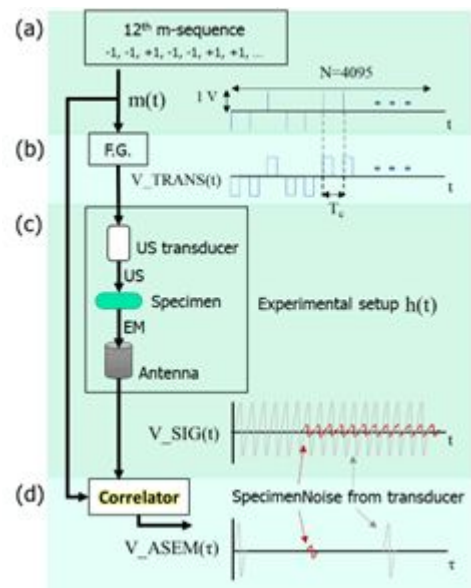 (a)
12th m-sequence
-1, -1, +1, -1, -1, +1, +1, ...
N=4095
1 V
m(t)
t
(b)
F.G.
V_TRANS(t)
t
Tc
(c)
US transducer
US
Specimen
EM
Antenna
Experimental setup h(t)
V_SIG(t)
t
(d)
Correlator
SpecimenNoise from transducer
V_ASEM(τ)
t